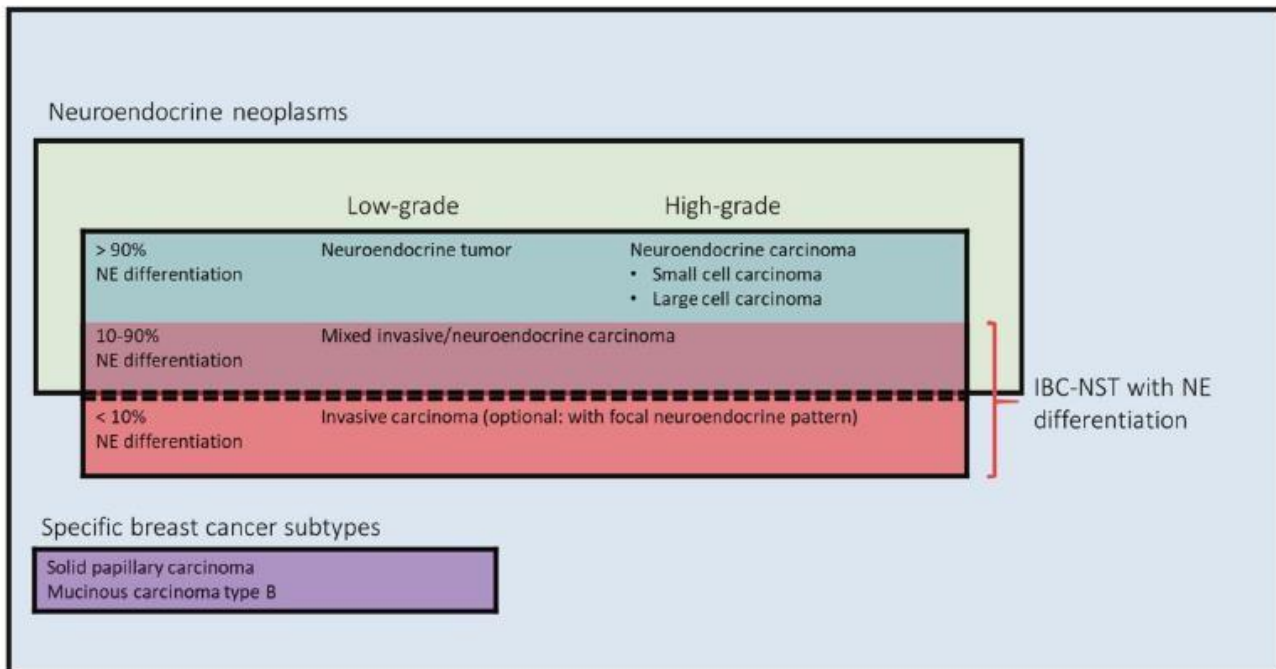 Neuroendocrine neoplasms
Low-grade High-grade
> 90% Neuroendocrine tumor Neuroendocrine carcinoma
NE differentiation • Small cell carcinoma
• Large cell carcinoma
10-90% Mixed invasive/neuroendocrine carcinoma
NE differentiation
IBC-NST with NE
differentiation
< 10% Invasive carcinoma (optional: with focal neuroendocrine pattern)
NE differentiation
Specific breast cancer subtypes
Solid papillary carcinoma
Mucinous carcinoma type B